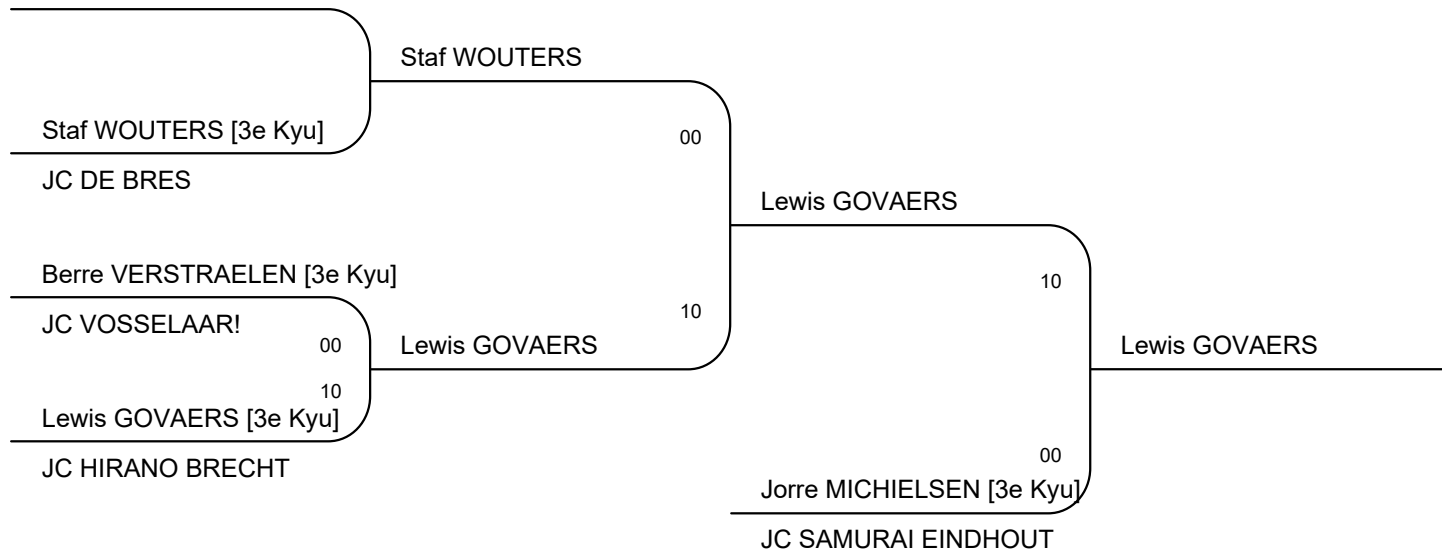 Staf WOUTERS
Staf WOUTERS [3e Kyu]
00
JC DE BRES
Lewis GOVAERS
Berre VERSTRAELEN [3e Kyu]
10
JC VOSSELAAR!
10
00
Lewis GOVAERS
Lewis GOVAERS
10
Lewis GOVAERS [3e Kyu]
00
JC HIRANO BRECHT
Jorre MICHIELSEN [3e Kyu]
JC SAMURAI EINDHOUT